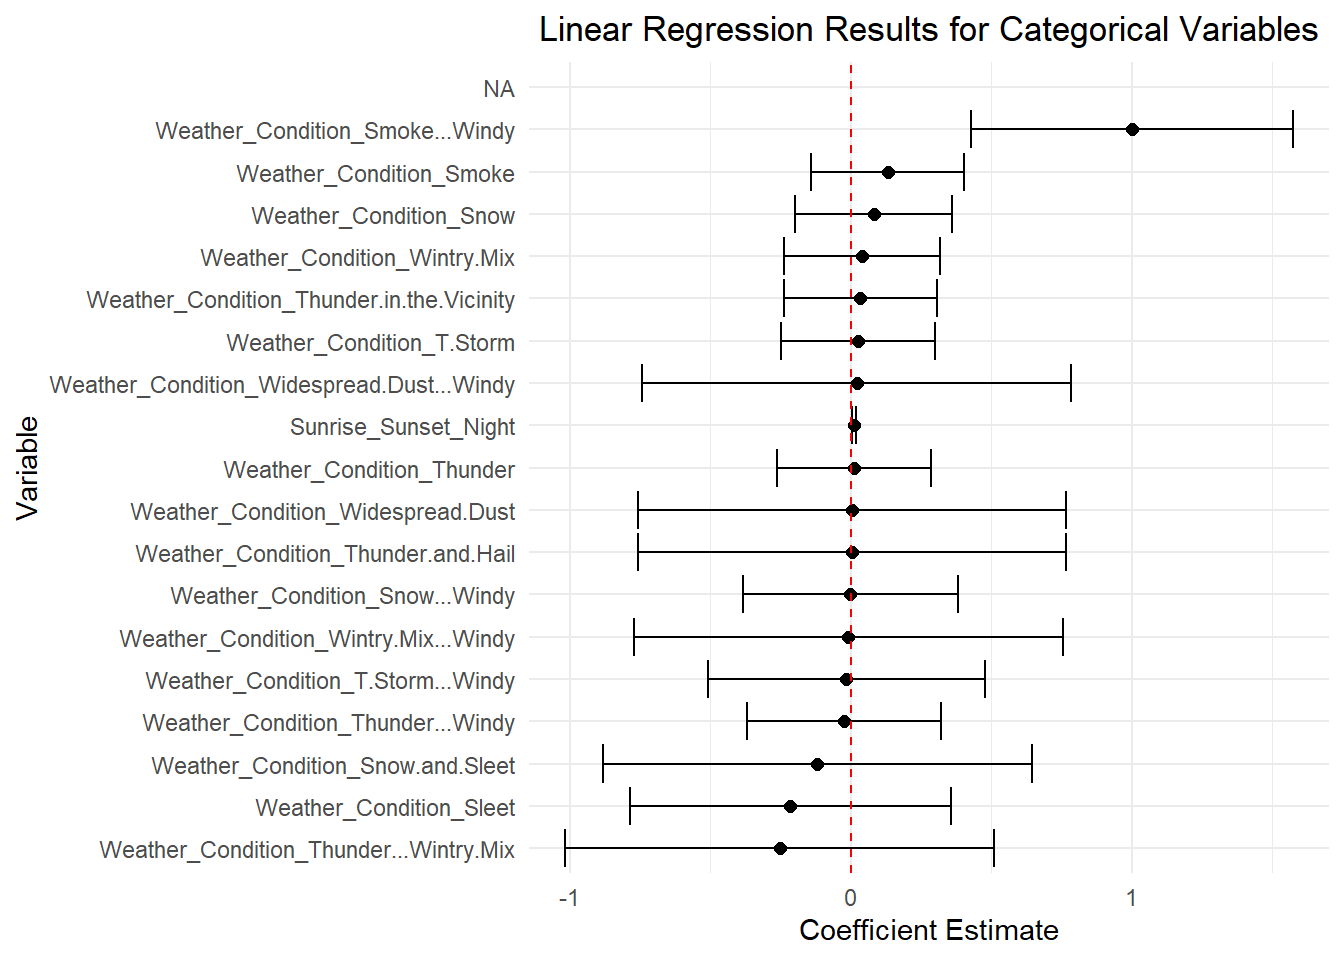 Linear Regression Results for Categorical Variables
NA
Weather_Condition_Smoke...Windy
Weather_Condition_Smoke
Weather_Condition_Snow
Weather_Condition_Wintry.Mix
Weather_Condition_Thunder.in.the.Vicinity
Weather_Condition_T.Storm
Weather_Condition_Widespread.Dust...Windy
Sunrise_Sunset_Night
Weather_Condition_Thunder
Weather_Condition_Widespread.Dust
Weather_Condition_Thunder.and.Hail
Weather_Condition_Snow...Windy
Weather_Condition_Wintry.Mix...Windy
Weather_Condition_T.Storm...Windy
Weather_Condition_Thunder...Windy
Weather_Condition_Snow.and.Sleet
Weather_Condition_Sleet
Weather_Condition_Thunder...Wintry.Mix
Variable
-1 0 1
Coefficient Estimate